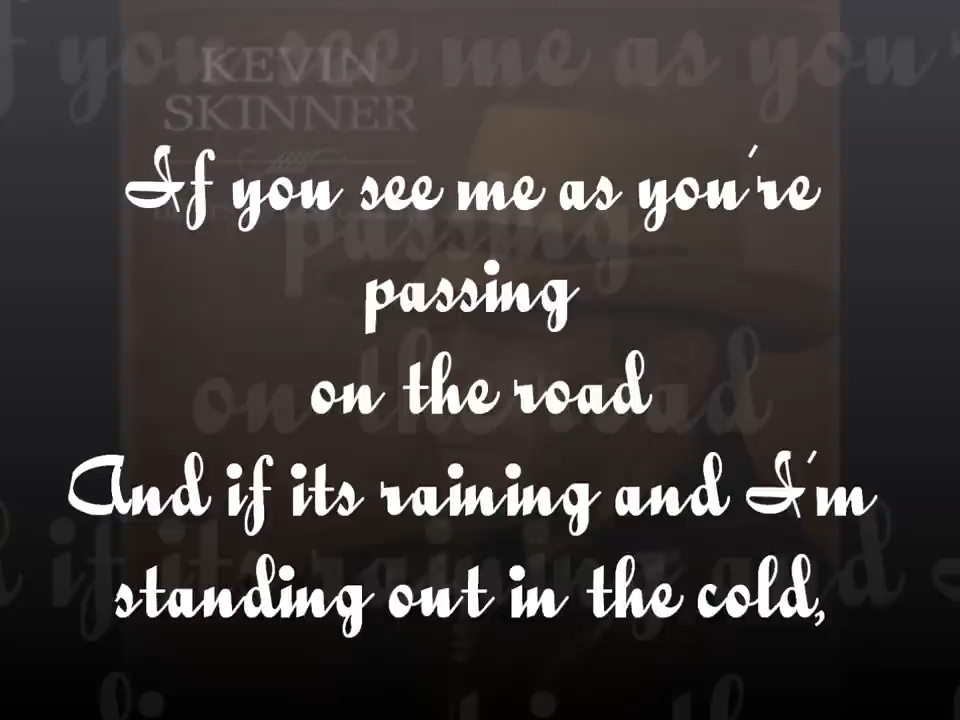 KEVIN
SKINNER
If you see me as you're
passing
on the road
And if its raining and I'm
standing out in the cold,